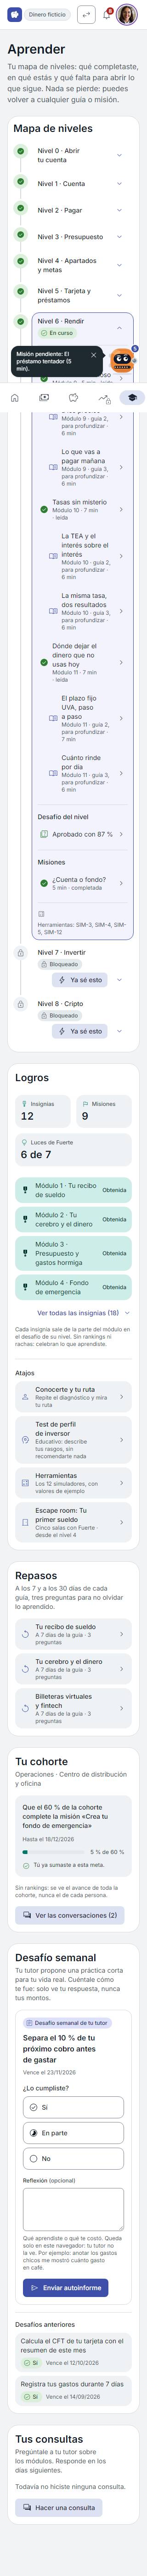 Dinero ficticio
8
Aprender
Tu mapa de niveles: qué completaste,
en qué estás y qué falta para abrir lo
que sigue. Nada se pierde: puedes
volver a cualquier guía o misión.
Mapa de niveles
Nivel 0 · Abrir
tu cuenta
Nivel 1 · Cuenta
Nivel 2 · Pagar
Nivel 3 · Presupuesto
Nivel 4 · Apartados
y metas
Nivel 5 · Tarjeta y
préstamos
Nivel 6 · Rendir
En curso
Misión pendiente: El
préstamo tentador (5
min).
5
Módulo 9 · guía 2,
para profundizar ·
6 min
Lo que vas a
pagar mañana
Módulo 9 · guía 3,
para profundizar ·
6 min
Tasas sin misterio
Módulo 10 · 7 min
· leída
La TEA y el
interés sobre el
interés
Módulo 10 · guía 2,
para profundizar ·
6 min
La misma tasa,
dos resultados
Módulo 10 · guía 3,
para profundizar ·
6 min
Dónde dejar el
dinero que no
usas hoy
Módulo 11 · 7 min
· leída
El plazo fijo
UVA, paso
a paso
Módulo 11 · guía 2,
para profundizar ·
7 min
Cuánto rinde
por día
Módulo 11 · guía 3,
para profundizar ·
6 min
Desafío del nivel
Aprobado con 87 %
Misiones
¿Cuenta o fondo?
5 min · completada
Herramientas: SIM-3, SIM-4, SIM-
5, SIM-12
Nivel 7 · Invertir
Bloqueado
Ya sé esto
Nivel 8 · Cripto
Bloqueado
Ya sé esto
Logros
Insignias
12
Misiones
9
Luces de Fuerte
6 de 7
Módulo 1 · Tu recibo
de sueldo
Obtenida
Módulo 2 · Tu
cerebro y el dinero
Obtenida
Módulo 3 ·
Presupuesto y
gastos hormiga
Obtenida
Módulo 4 · Fondo
de emergencia
Obtenida
Ver todas las insignias (18)
Cada insignia sale de la parte del módulo en
el desafío de su nivel. Sin rankings ni
rachas: celebran lo que aprendiste.
Atajos
Conocerte y tu ruta
Repite el diagnóstico y mira
tu ruta
Test de perfil
de inversor
Educativo: describe
tus rasgos, sin
recomendarte nada
Herramientas
Los 12 simuladores, con
valores de ejemplo
Escape room: Tu
primer sueldo
Cinco salas con Fuerte ·
desde el nivel 4
Repasos
A los 7 y a los 30 días de cada
guía, tres preguntas para no olvidar
lo aprendido.
Tu recibo de sueldo
A 7 días de la guía · 3
preguntas
Tu cerebro y el dinero
A 7 días de la guía · 3
preguntas
Billeteras virtuales
y fintech
A 7 días de la guía · 3
preguntas
Tu cohorte
Operaciones · Centro de distribución
y oficina
Que el 60 % de la cohorte
complete la misión «Crea tu
fondo de emergencia»
Hasta el 16/12/2026
5 % de 60 %
Tú ya sumaste a esta meta.
Sin rankings: se ve el avance de toda la
cohorte, nunca el de cada persona.
Ver las conversaciones (2)
Desafío semanal
Tu tutor propone una práctica corta
para tu vida real. Cuéntale cómo
te fue: solo ve tu respuesta, nunca
tus montos.
Desafío semanal de tu tutor
Separa el 10 % de tu
próximo cobro antes
de gastar
Vence el 23/11/2026
¿Lo cumpliste?
Sí
En parte
No
Reflexión (opcional)
Qué aprendiste o qué te costó. Queda
solo en este navegador: tu tutor no
la ve. Por ejemplo: anotar los gastos
chicos me mostró cuánto gasto
en café.
Enviar autoinforme
Desafíos anteriores
Calcula el CFT de tu tarjeta con el
resumen de este mes
Sí
Vence el 12/10/2026
Registra tus gastos durante 7 días
Sí
Vence el 14/09/2026
Tus consultas
Pregúntale a tu tutor sobre
los módulos. Responde en los
días siguientes.
Todavía no hiciste ninguna consulta.
Hacer una consulta